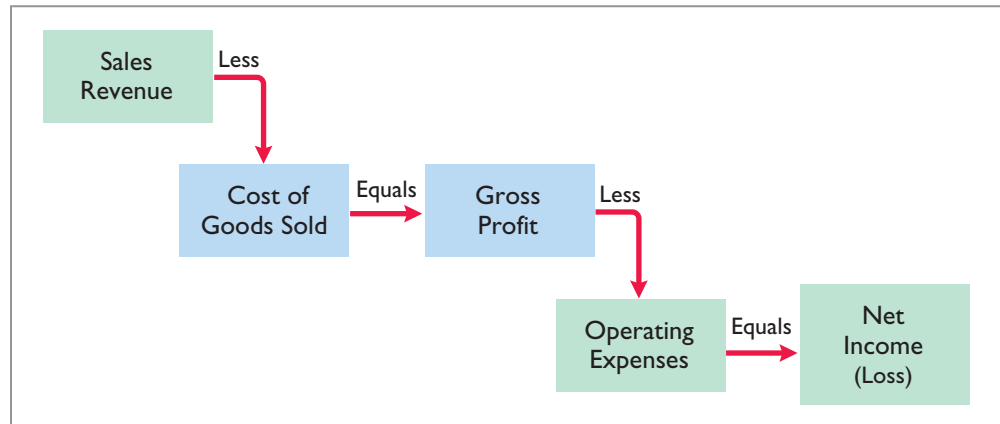 Sales
Revenue
Less
Cost of
Goods Sold
Equals
Gross
Profit
Less
Operating
Expenses
Equals
Net
Income
(Loss)